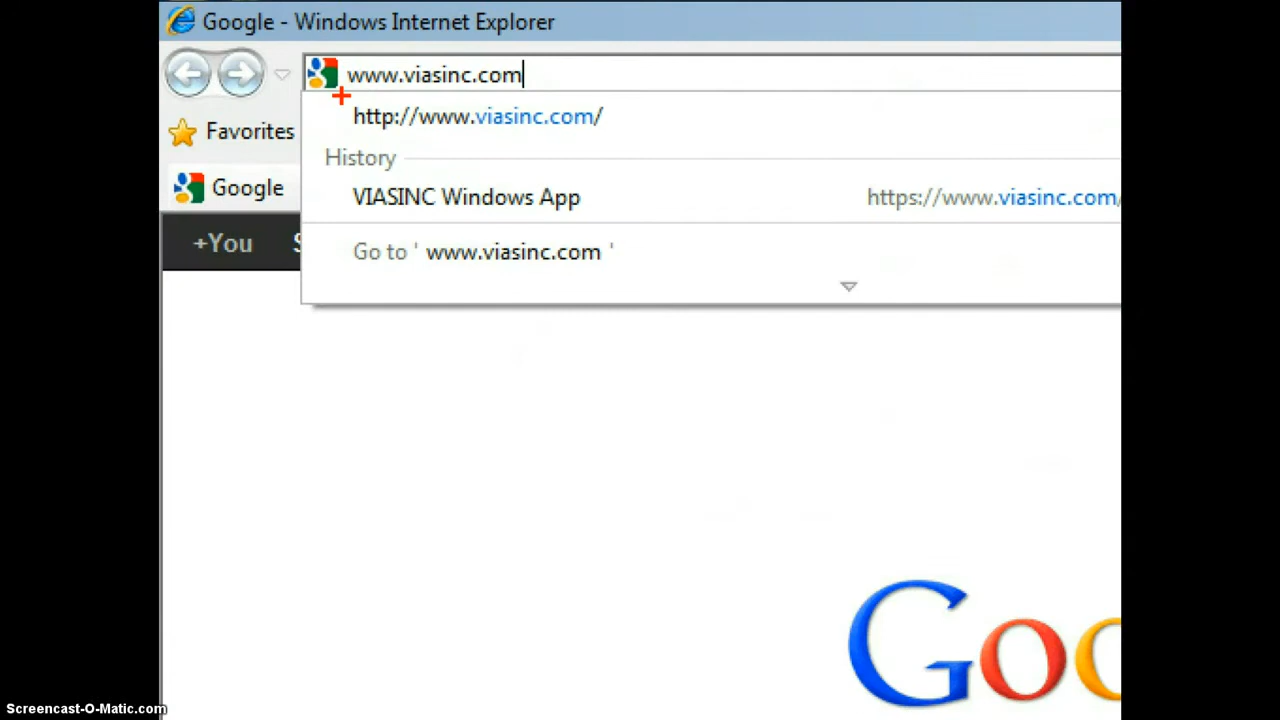 Google - Windows Internet Explorer
www.viasinc.com
http://www.viasinc.com/
Favorites
History
Google
VIASINC Windows App https://www.viasinc.com/
+You S
Go to ' www.viasinc.com '
Goo
Screencast-O-Matic.com